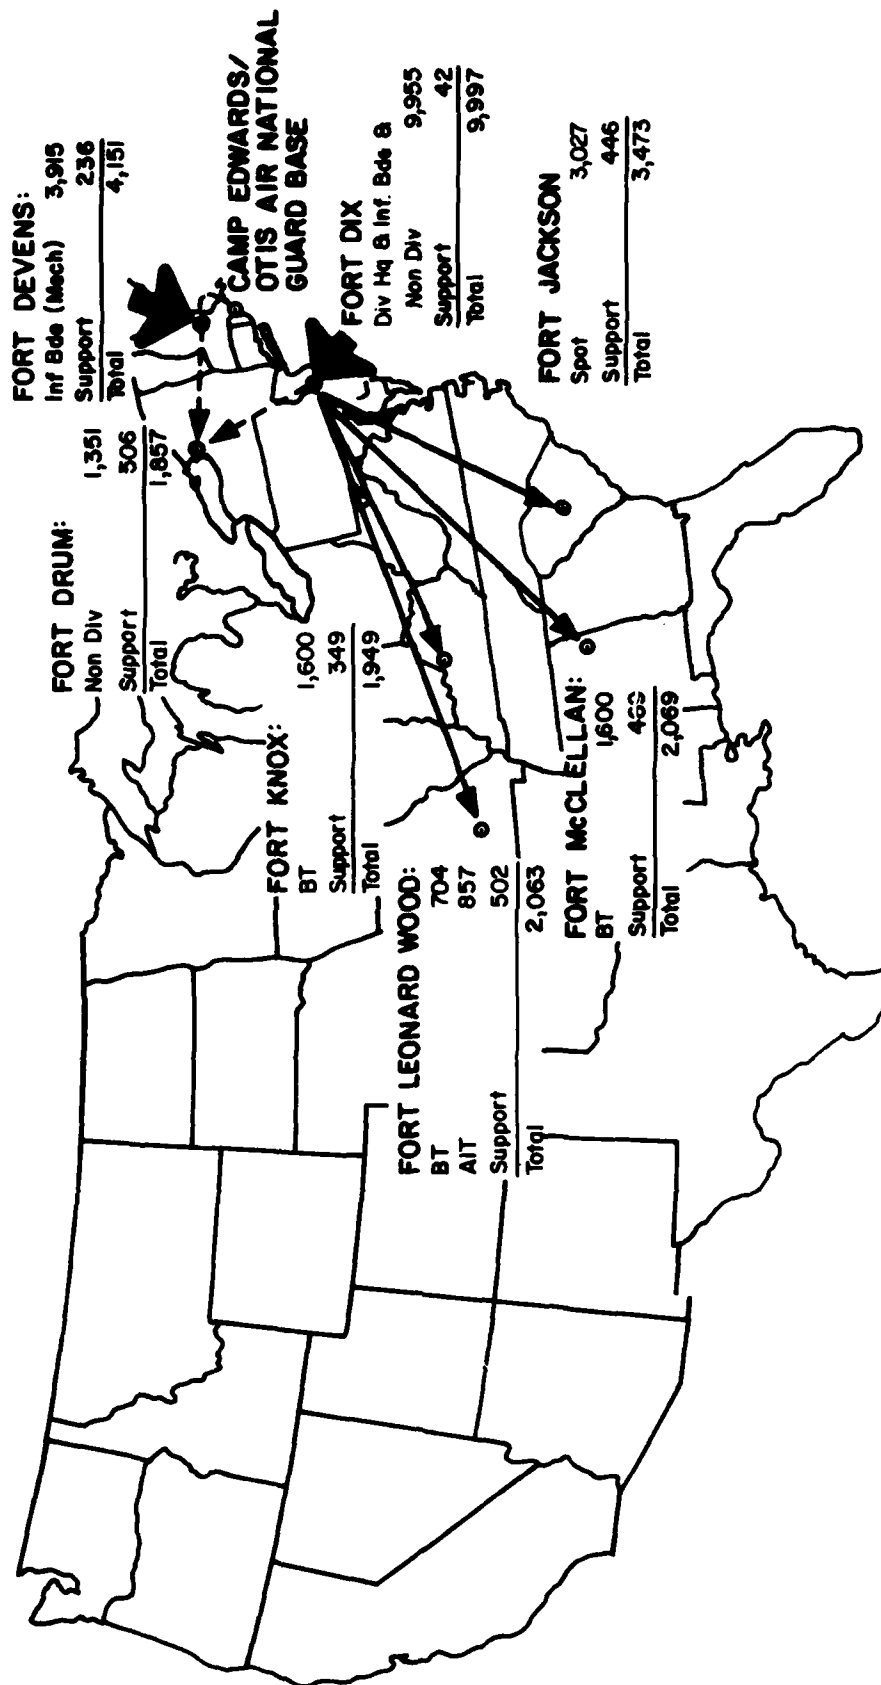 FORT DEVENS:
Inf Bde (Mech) 3,915
Support 236
Total 4,151
CAMP EDWARDS/
OTIS AIR NATIONAL
GUARD BASE
FORT DRUM:
Non Div 1,351
Support 506
Total 1,857
FORT DIX
Div Hq & Inf. Bde &
Non Div 9,955
Support 42
Total 9,997
FORT KNOX:
BT 1,600
Support 349
Total 1,949
FORT JACKSON
Spot 3,027
Support 446
Total 3,473
FORT LEONARD WOOD:
BT 704
AIT 857
Support 502
Total 2,063
FORT McCLELLAN:
BT 1,600
Support 469
Total 2,069